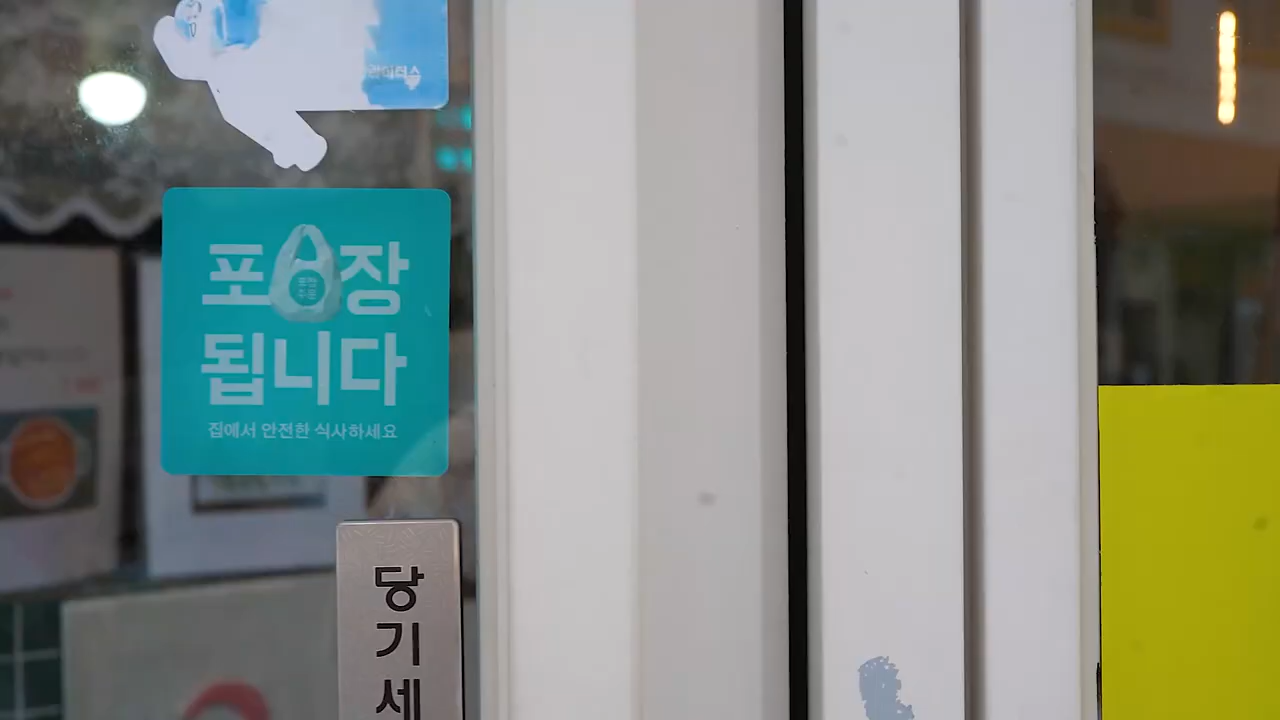 포장
됩니다
집에서 안전한 식사하세요
당
기
세